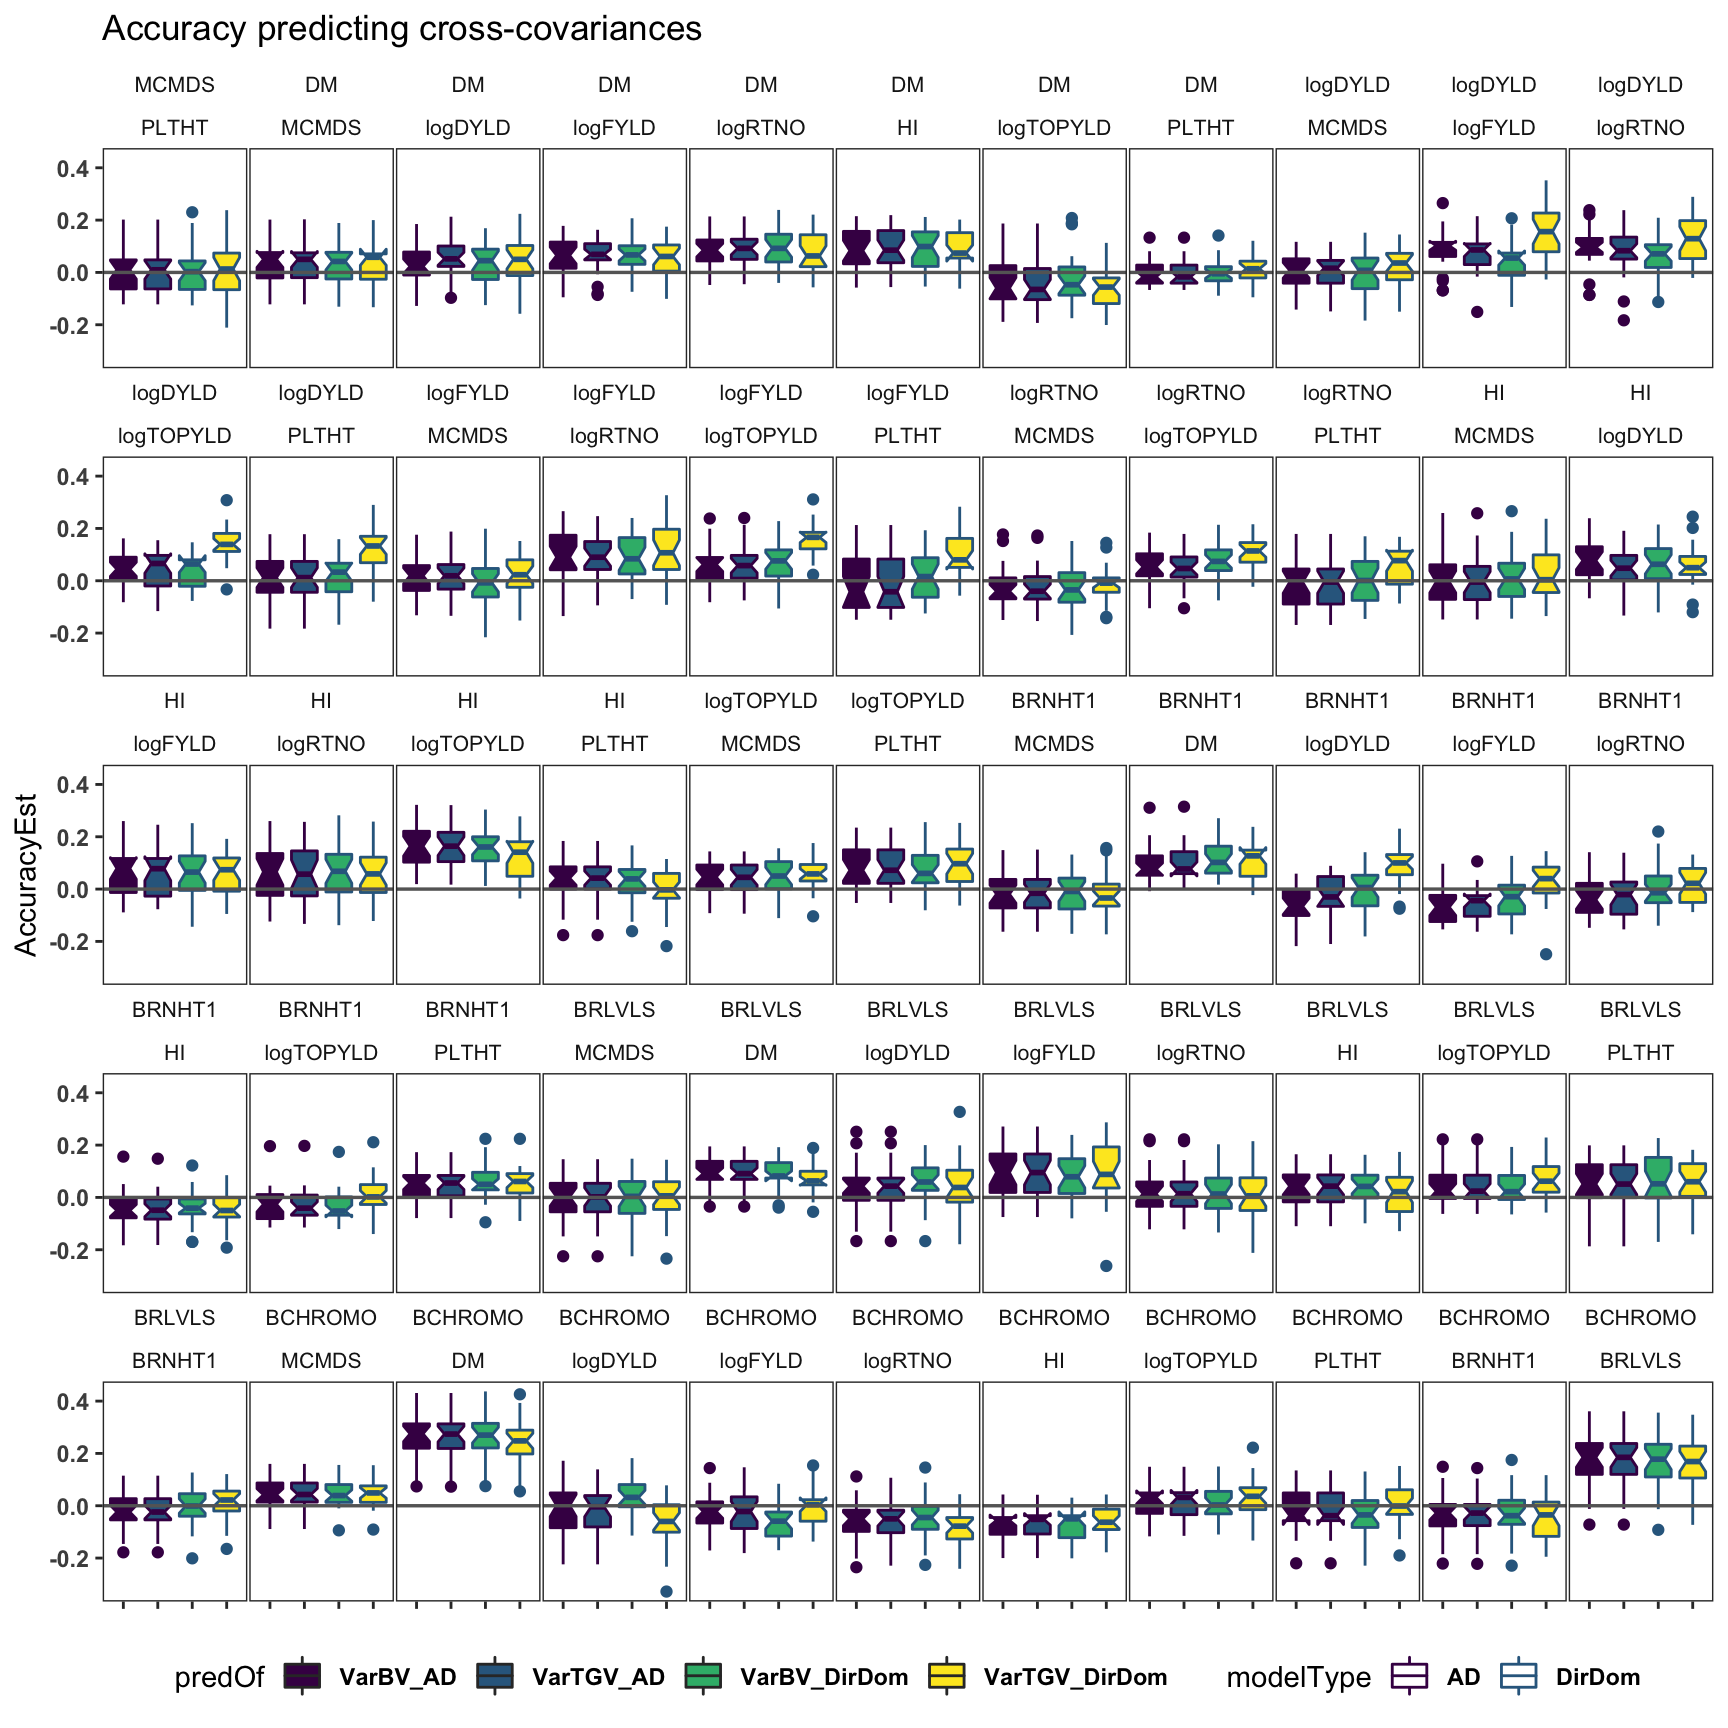 Accuracy predicting cross-covariances
MCMDS DM DM DM DM DM DM DM logDYLD logDYLD logDYLD
PLTHT MCMDS logDYLD logFYLD logRTNO HI logTOPYLD PLTHT MCMDS logFYLD logRTNO
0.4
0.2
0.0
-0.2
logDYLD logDYLD logFYLD logFYLD logFYLD logFYLD logRTNO logRTNO logRTNO HI HI
logTOPYLD PLTHT MCMDS logRTNO logTOPYLD PLTHT MCMDS logTOPYLD PLTHT MCMDS logDYLD
0.4
0.2
0.0
-0.2
HI HI HI HI logTOPYLD logTOPYLD BRNHT1 BRNHT1 BRNHT1 BRNHT1 BRNHT1
logFYLD logRTNO logTOPYLD PLTHT MCMDS PLTHT MCMDS DM logDYLD logFYLD logRTNO
0.4
0.2
0.0
-0.2
AccuracyEst
BRNHT1 BRNHT1 BRNHT1 BRLVLS BRLVLS BRLVLS BRLVLS BRLVLS BRLVLS BRLVLS BRLVLS
HI logTOPYLD PLTHT MCMDS DM logDYLD logFYLD logRTNO HI logTOPYLD PLTHT
0.4
0.2
0.0
-0.2
BRLVLS BCHROMO BCHROMO BCHROMO BCHROMO BCHROMO BCHROMO BCHROMO BCHROMO BCHROMO BCHROMO
BRNHT1 MCMDS DM logDYLD logFYLD logRTNO HI logTOPYLD PLTHT BRNHT1 BRLVLS
0.4
0.2
0.0
-0.2
predOf VarBV_AD VarTGV_AD VarBV_DirDom VarTGV_DirDom modelType AD DirDom